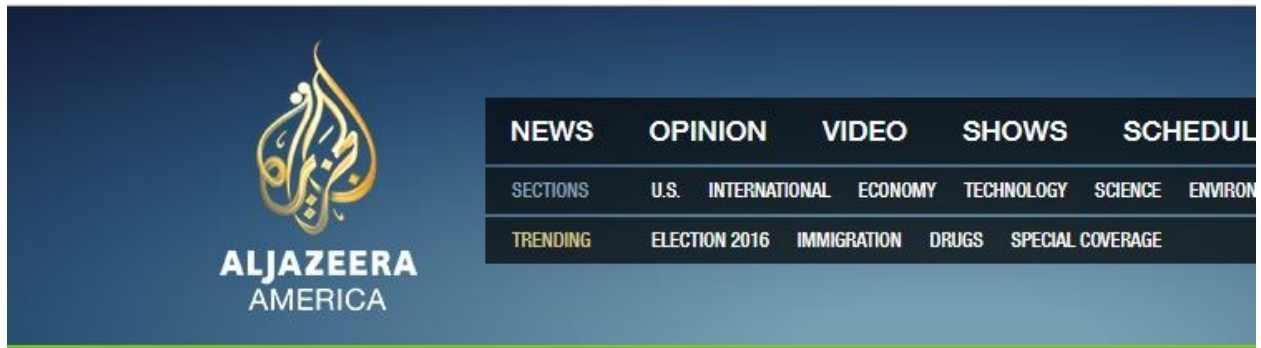 الجزيرة
ALJAZEERA
AMERICA
NEWS OPINION VIDEO SHOWS SCHEDUL
SECTIONS U.S. INTERNATIONAL ECONOMY TECHNOLOGY SCIENCE ENVIRON
TRENDING ELECTION 2016 IMMIGRATION DRUGS SPECIAL COVERAGE